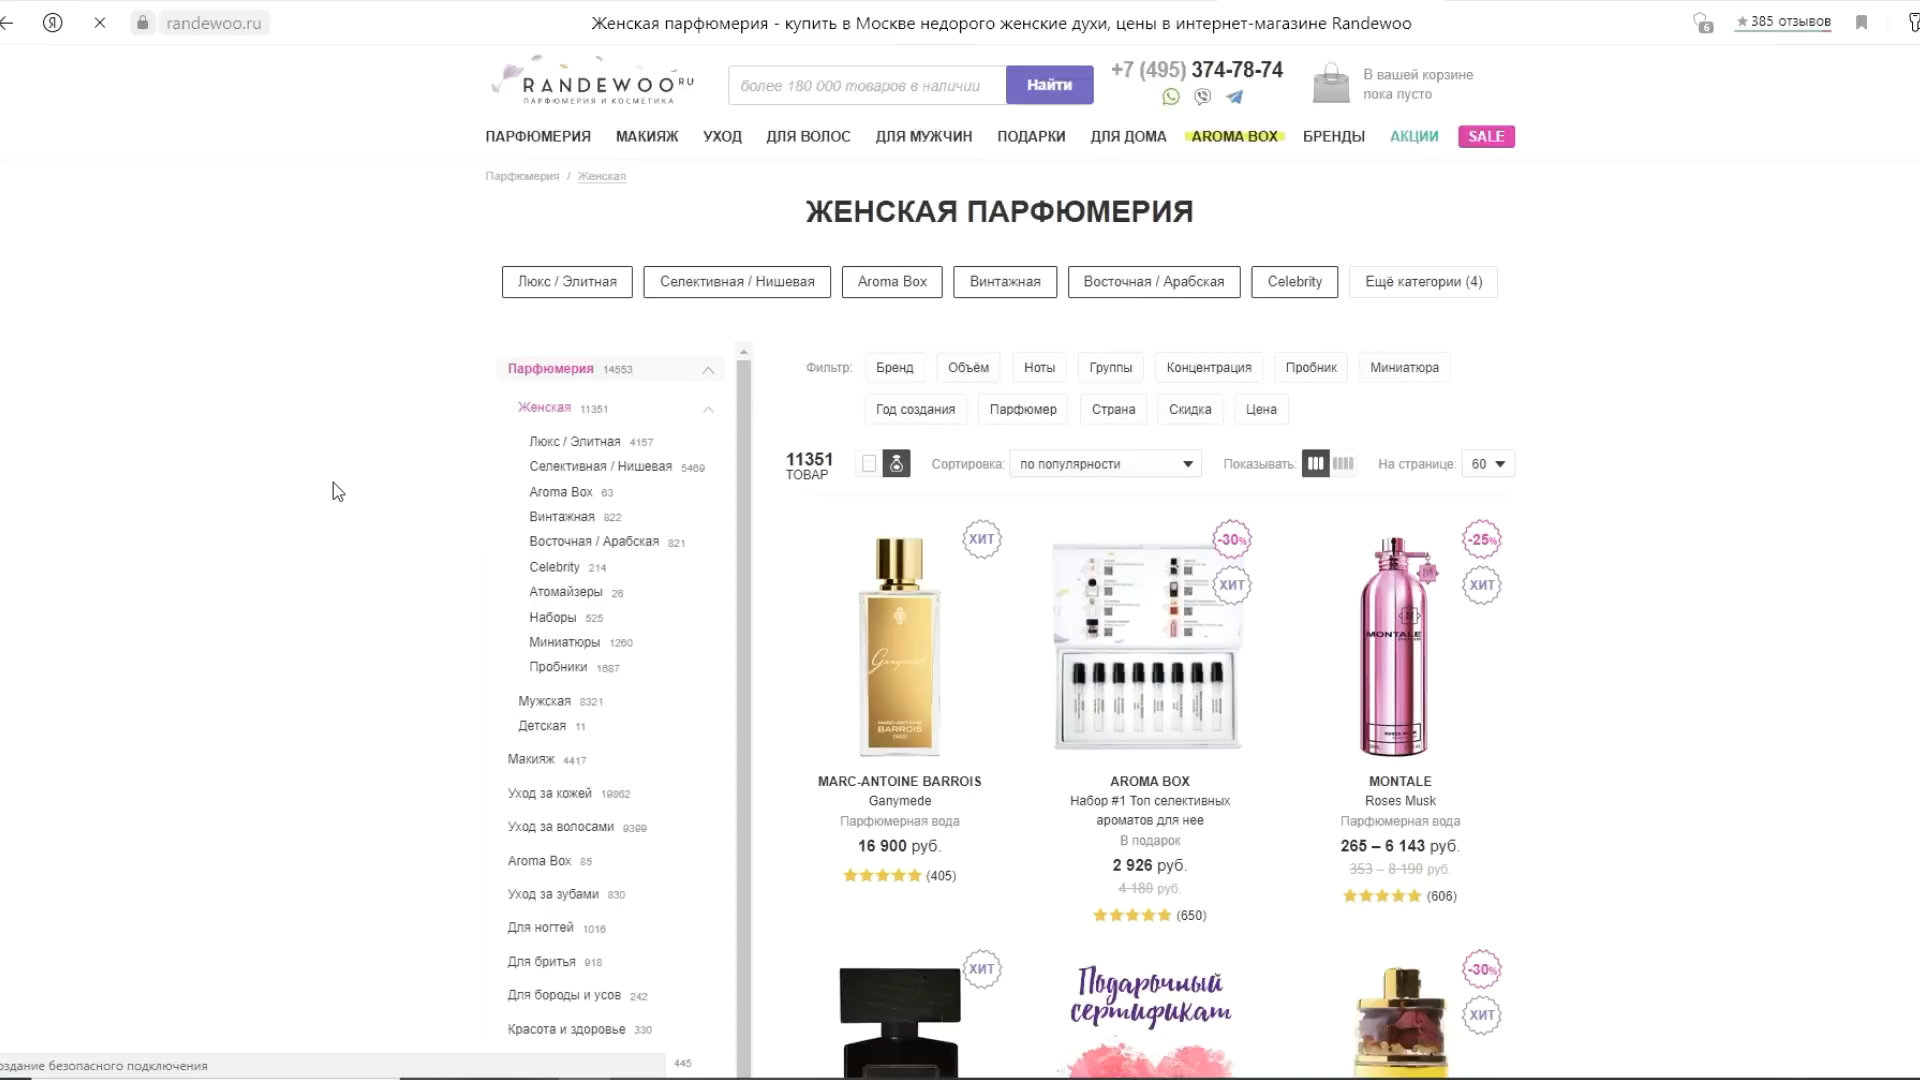 Я
randewoo.ru
Женская парфюмерия - купить в Москве недорого женские духи, цены в интернет-магазине Randewoo
6
★ 385 отзывов
RANDEWOO RU
ПАРФЮМЕРИЯ И КОСМЕТИКА
более 180 000 товаров в наличии
Найти
+7 (495) 374-78-74
В вашей корзине
пока пусто
ПАРФЮМЕРИЯ МАКИЯЖ УХОД ДЛЯ ВОЛОС ДЛЯ МУЖЧИН ПОДАРКИ ДЛЯ ДОМА AROMA BOX БРЕНДЫ АКЦИИ SALE
Парфюмерия / Женская
ЖЕНСКАЯ ПАРФЮМЕРИЯ
Люкс / Элитная Селективная / Нишевая Aroma Box Винтажная Восточная / Арабская Celebrity Ещё категории (4)
Парфюмерия 14553
Женская 11351
Люкс / Элитная 4157
Селективная / Нишевая 5469
Aroma Box 63
Винтажная 822
Восточная / Арабская 821
Celebrity 214
Атомайзеры 26
Наборы 525
Миниатюры 1260
Пробники 1687
Мужская 8321
Детская 11
Макияж 4417
Уход за кожей 19862
Уход за волосами 9399
Aroma Box 85
Уход за зубами 830
Для ногтей 1016
Для бритья 918
Для бороды и усов 242
Красота и здоровье 330
445
Фильтр: Бренд Объём Ноты Группы Концентрация Пробник Миниатюра
Год создания Парфюмер Страна Скидка Цена
11351
ТОВАР
Сортировка: по популярности
Показывать:
На странице: 60
ХИТ
Ganymede
MARC-ANTOINE
BARROIS
MARC-ANTOINE BARROIS
Ganymede
Парфюмерная вода
16 900 руб.
(405)
-30%
ХИТ
AROMA BOX
Набор #1 Топ селективных
ароматов для нее
В подарок
2 926 руб.
4 180 руб.
(650)
-25%
ХИТ
MONTALE
ROSES MUSK
MONTALE
Roses Musk
Парфюмерная вода
265 – 6 143 руб.
353 – 8 190 руб.
(606)
ХИТ
Подарочный
сертификат
-30%
ХИТ
оздание безопасного подключения